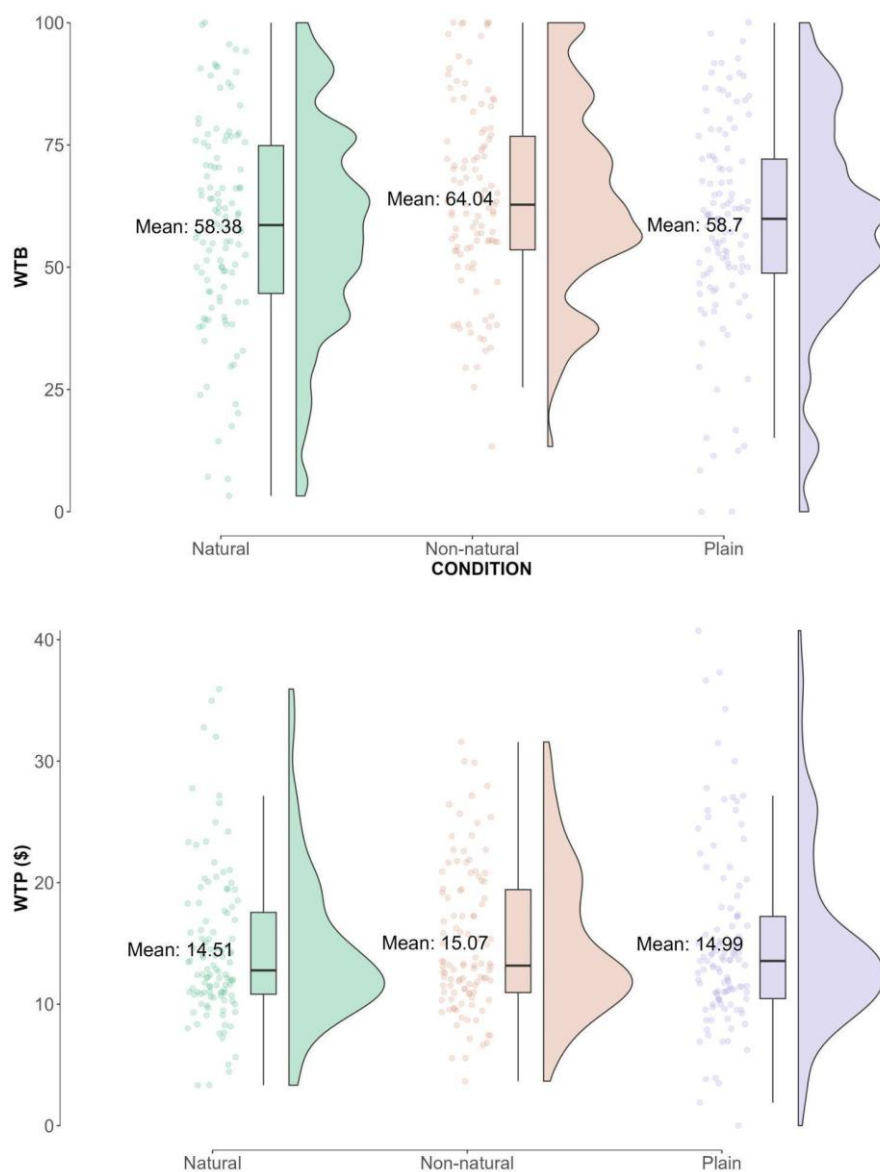 100
75
50
25
0
WTB
Mean: 58.38
Mean: 64.04
Mean: 58.7
Natural
Non-natural
Plain
CONDITION
40
30
20
10
0
WTP ($)
Mean: 14.51
Mean: 15.07
Mean: 14.99
Natural
Non-natural
Plain